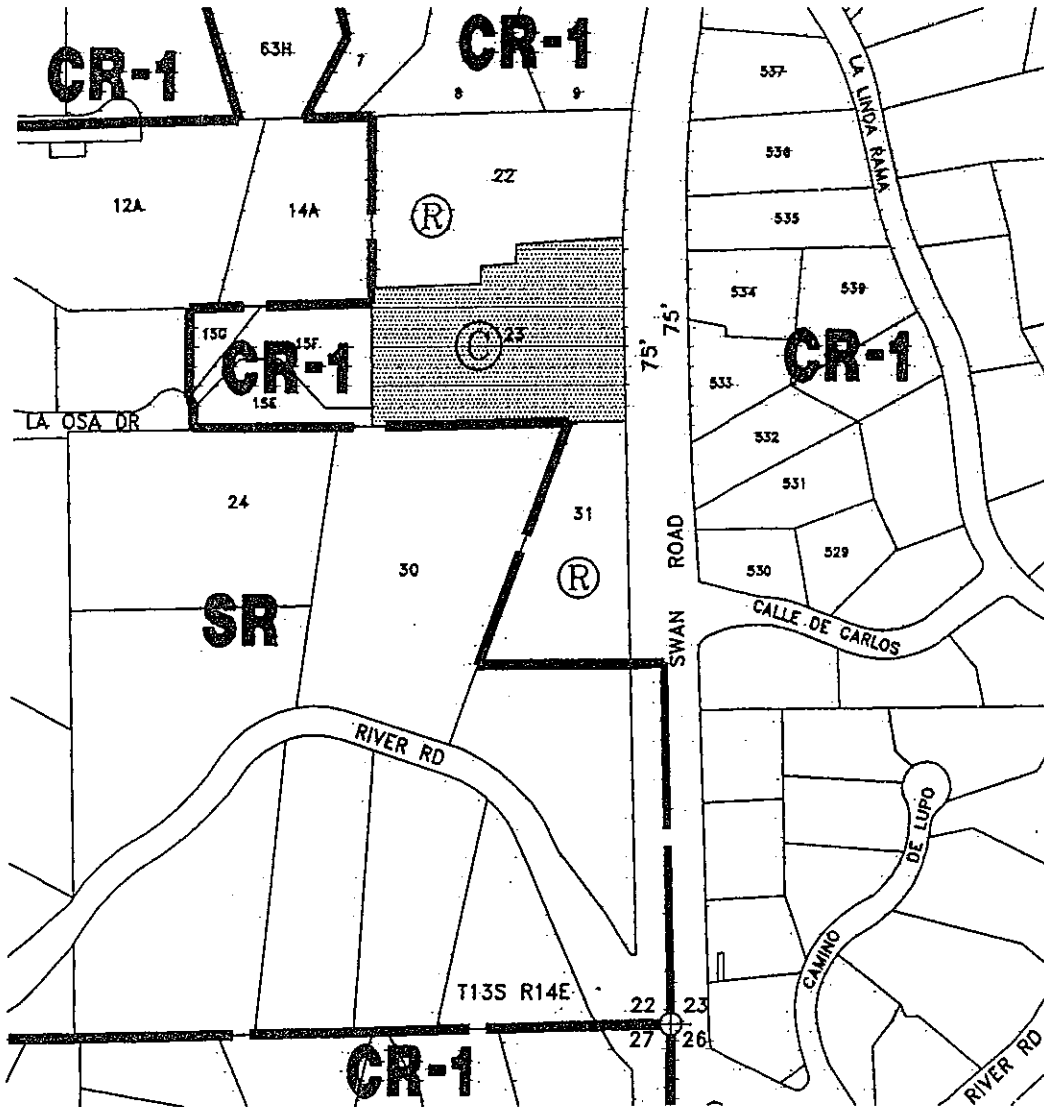 CR-1
63H
7
CR-1
8
9
537
LA LINDA RAMA
536
535
12A
14A
22
R
534
539
15G
15F
CR-1
15E
C
23
75'
75'
533
CR-1
LA OSA DR
532
531
24
30
31
R
SWAN ROAD
530
529
CALLE DE CARLOS
SR
RIVER RD
CAMINO DE LUPO
T13S R14E
22
23
27
26
CR-1
RIVER RD